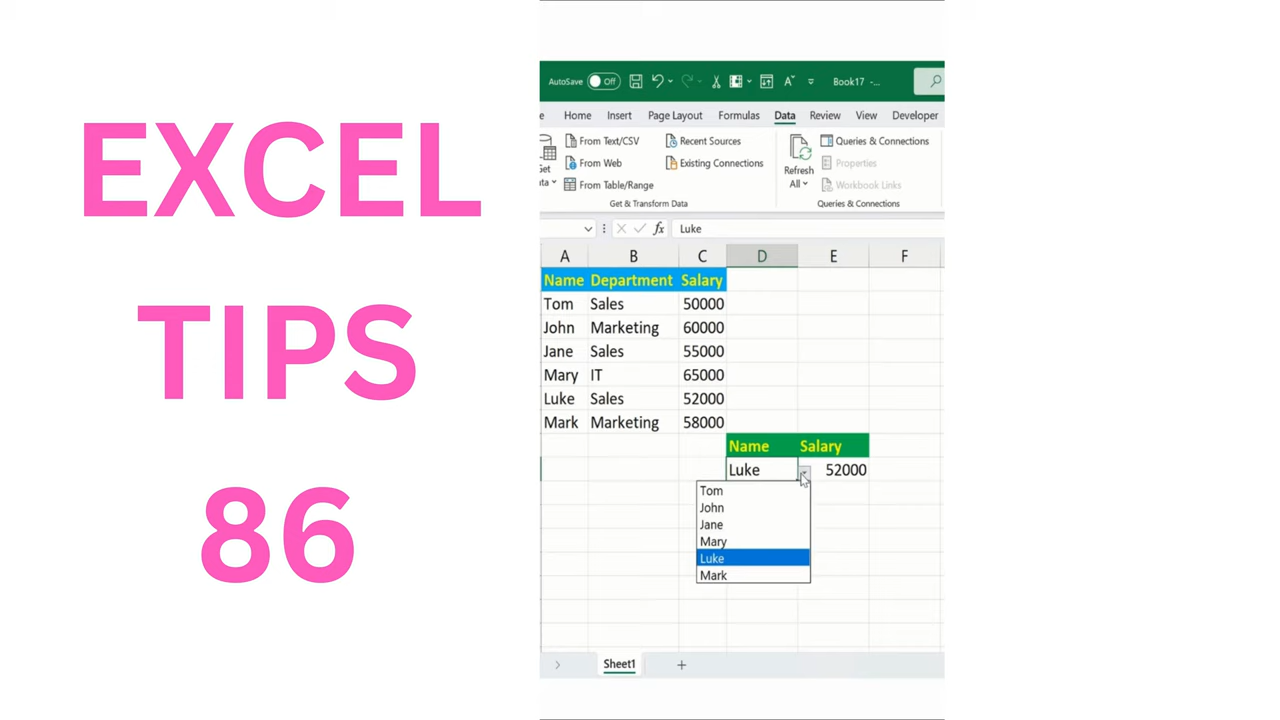 EXCEL
TIPS
86
AutoSave Off Book17 -...
Home Insert Page Layout Formulas Data Review View Developer
From Text/CSV Recent Sources Queries & Connections
Get From Web Existing Connections Refresh Properties
From Table/Range All Workbook Links
Get & Transform Data Queries & Connections
fx Luke
A B C D E F
Name Department Salary
Tom Sales 50000
John Marketing 60000
Jane Sales 55000
Mary IT 65000
Luke Sales 52000
Mark Marketing 58000
Name Salary
Luke 52000
Tom
John
Jane
Mary
Luke
Mark
Sheet1